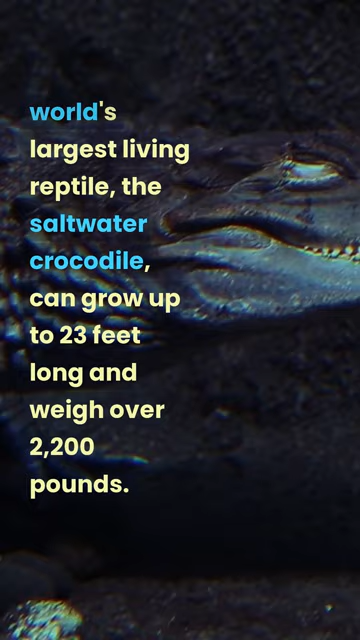 world's
largest living
reptile, the
saltwater
crocodile,
can grow up
to 23 feet
long and
weigh over
2,200
pounds.